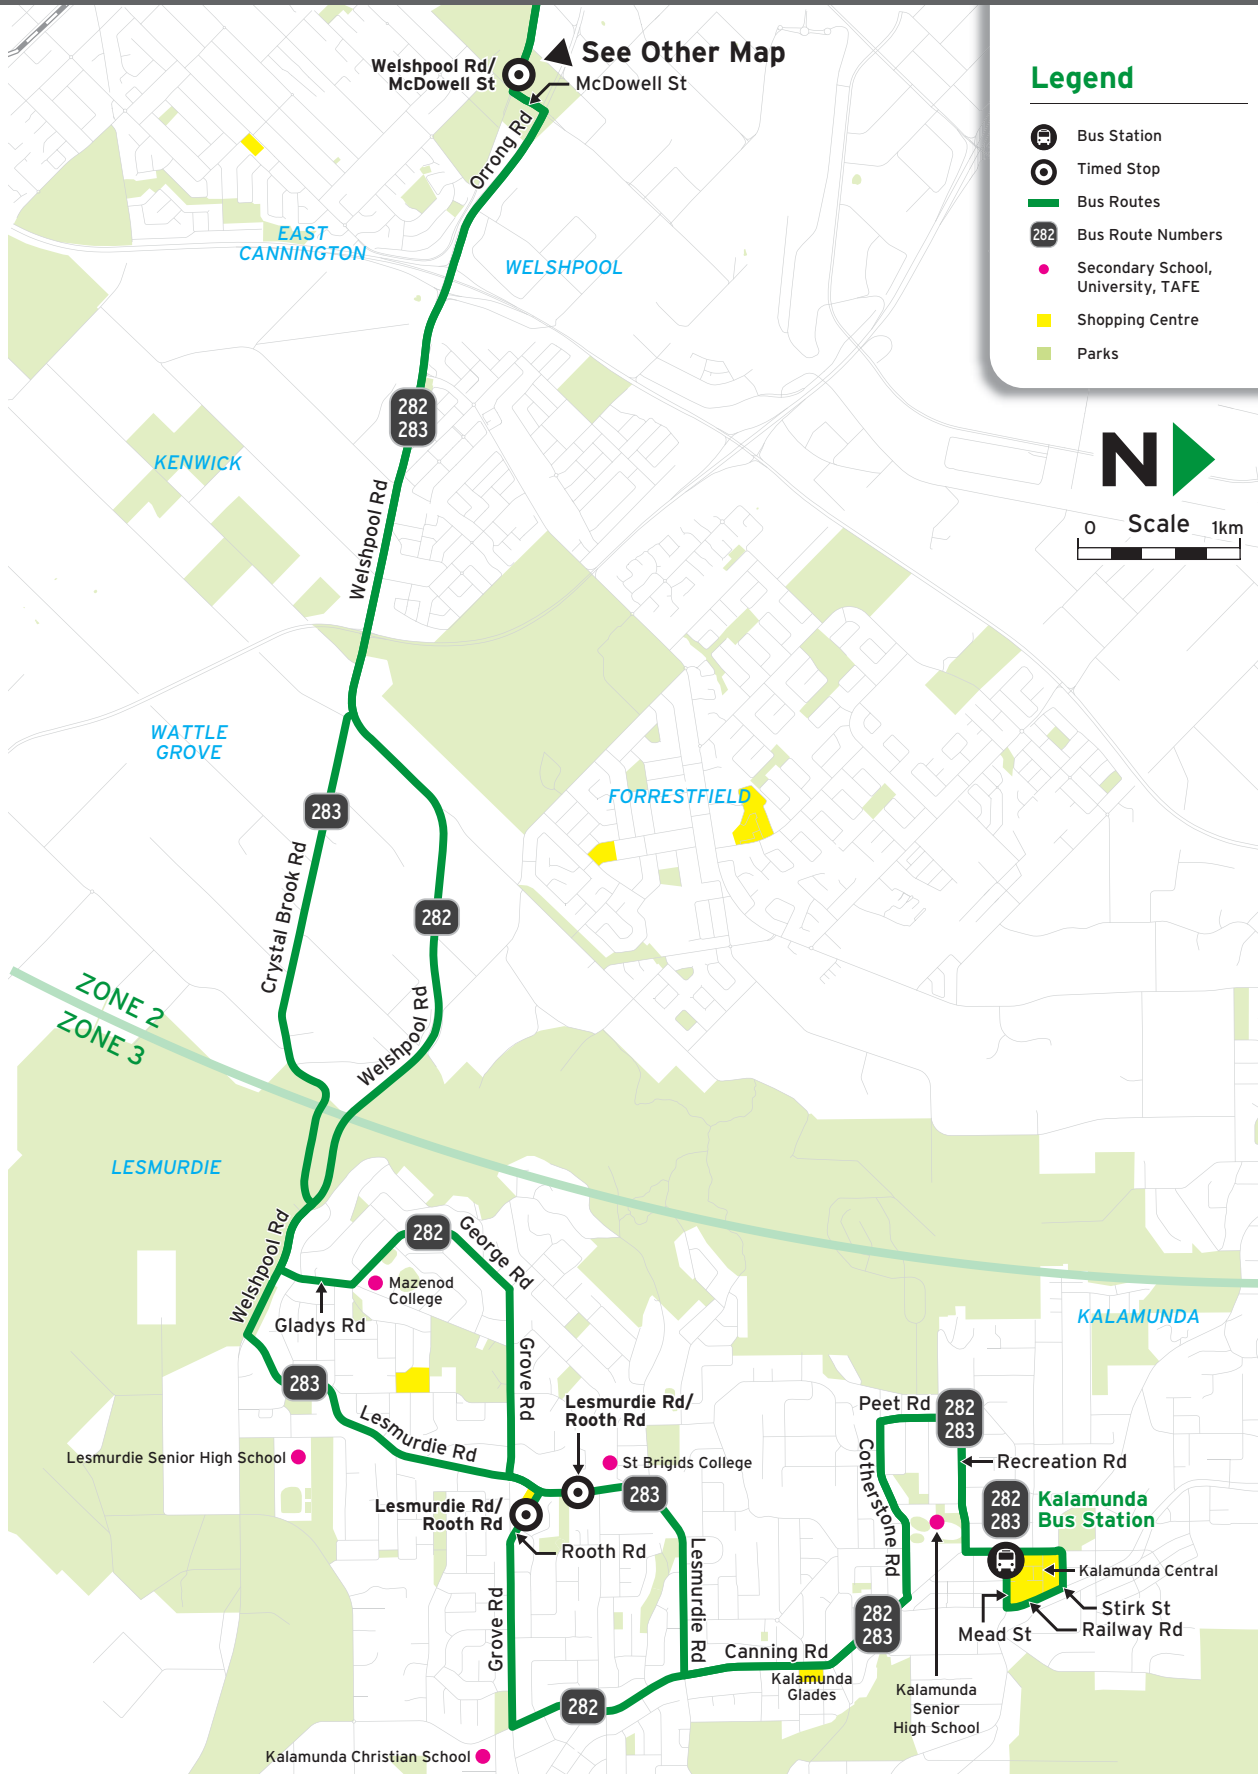 See Other Map
Welshpool Rd/
McDowell St
McDowell St
Orrong Rd
Legend
Bus Station
Timed Stop
Bus Routes
282
Bus Route Numbers
Secondary School,
University, TAFE
Shopping Centre
Parks
EAST
CANNINGTON
WELSHPOOL
282
283
KENWICK
N
0 Scale 1km
Welshpool Rd
WATTLE
GROVE
FORRESTFIELD
283
Crystal Brook Rd
282
Welshpool Rd
ZONE 2
ZONE 3
LESMURDIE
Welshpool Rd
282
George Rd
Mazenod
College
Gladys Rd
KALAMUNDA
Grove Rd
283
Lesmurdie Rd
Lesmurdie Rd/
Rooth Rd
Peet Rd
282
283
Cotherstone Rd
Recreation Rd
Lesmurdie Senior High School
St Brigids College
283
Lesmurdie Rd/
Rooth Rd
Rooth Rd
282
283
Kalamunda
Bus Station
Kalamunda Central
Stirk St
Railway Rd
Mead St
Grove Rd
Lesmurdie Rd
282
283
Canning Rd
Kalamunda
Glades
Kalamunda
Senior
High School
282
Kalamunda Christian School